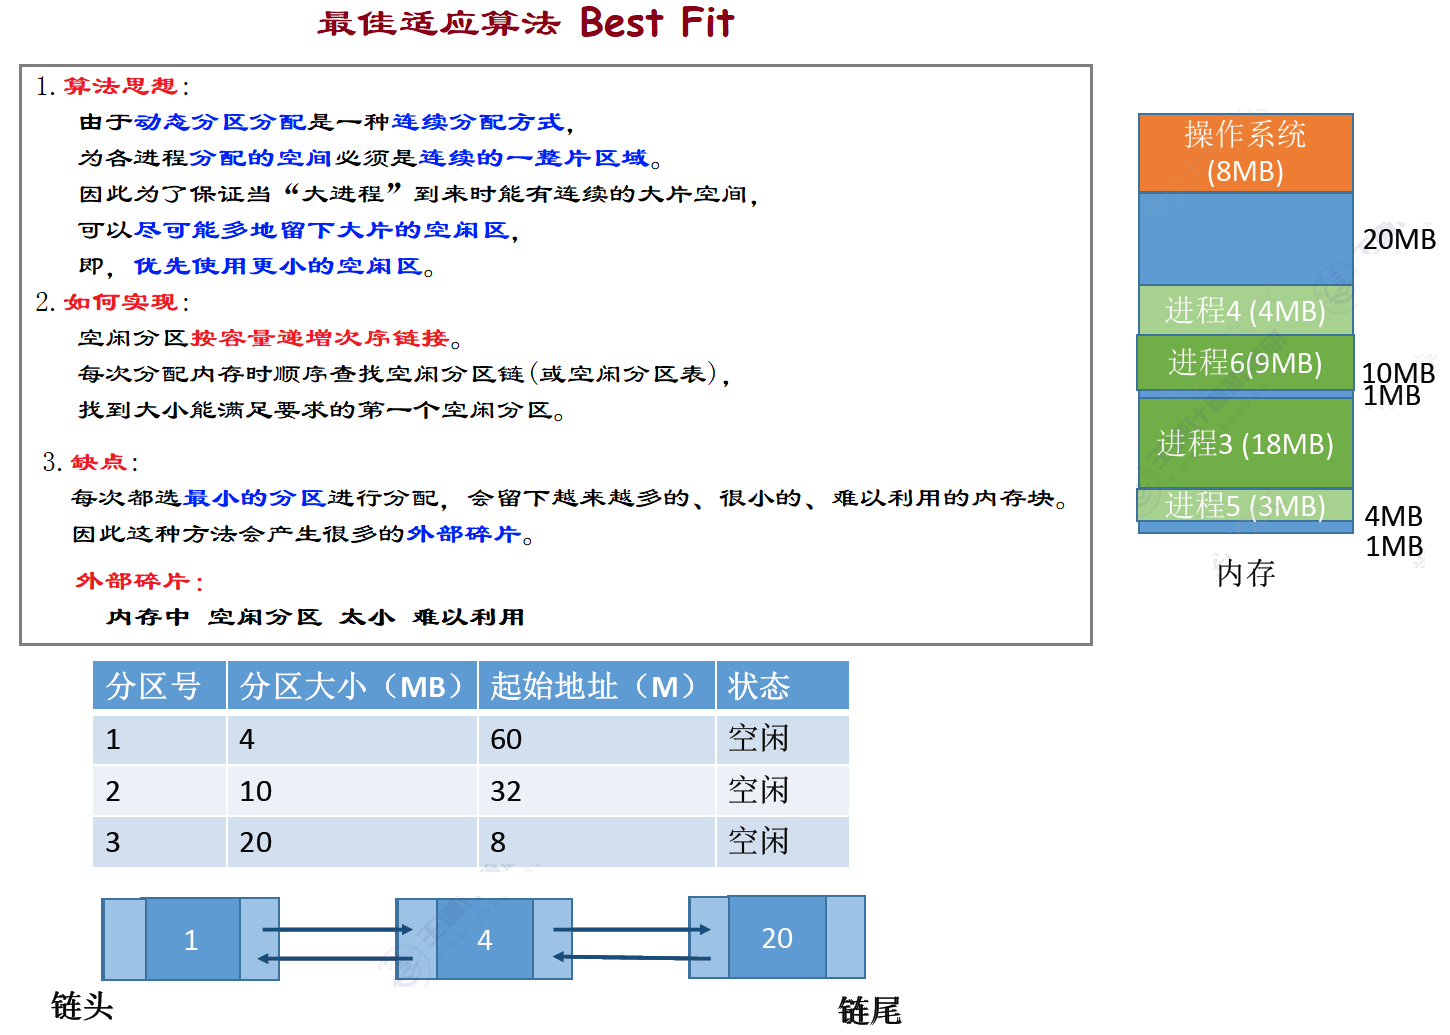 最佳适应算法 Best Fit
1. 算法思想:
由于动态分区分配是一种连续分配方式，
为各进程分配的空间必须是连续的一整片区域。
因此为了保证当“大进程”到来时能有连续的大片空间，
可以尽可能多地留下大片的空闲区，
即，优先使用更小的空闲区。
2. 如何实现:
空闲分区按容量递增次序链接。
每次分配内存时顺序查找空闲分区链(或空闲分区表)，
找到大小能满足要求的第一个空闲分区。
3. 缺点:
每次都选最小的分区进行分配，会留下越来越多的、很小的、难以利用的内存块。
因此这种方法会产生很多的外部碎片。
外部碎片:
内存中 空闲分区 太小 难以利用
操作系统
(8MB)
20MB
进程4 (4MB)
进程6(9MB)
10MB
1MB
进程3 (18MB)
进程5 (3MB)
4MB
1MB
内存
分区号 分区大小（MB） 起始地址（M） 状态
1 4 60 空闲
2 10 32 空闲
3 20 8 空闲
1 4 20
链头 链尾